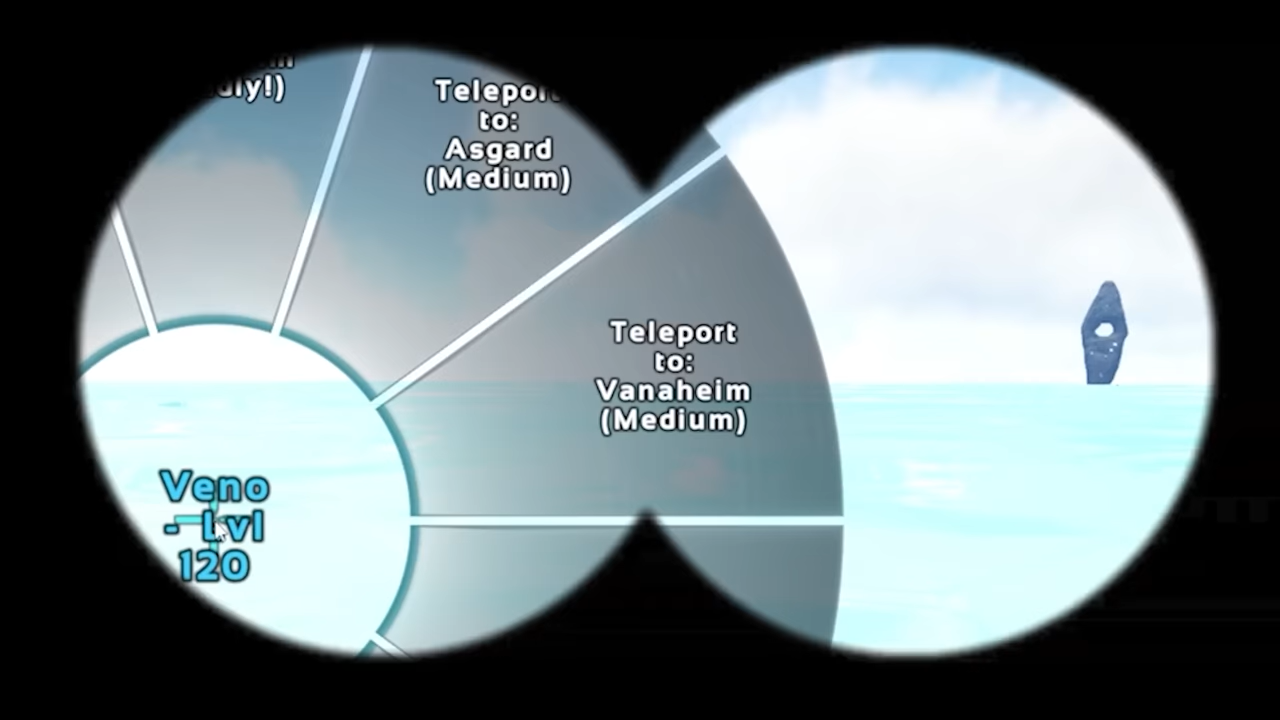 Teleport
to:
Asgard
(Medium)
Teleport
to:
Vanaheim
(Medium)
Veno
- Lvl
120